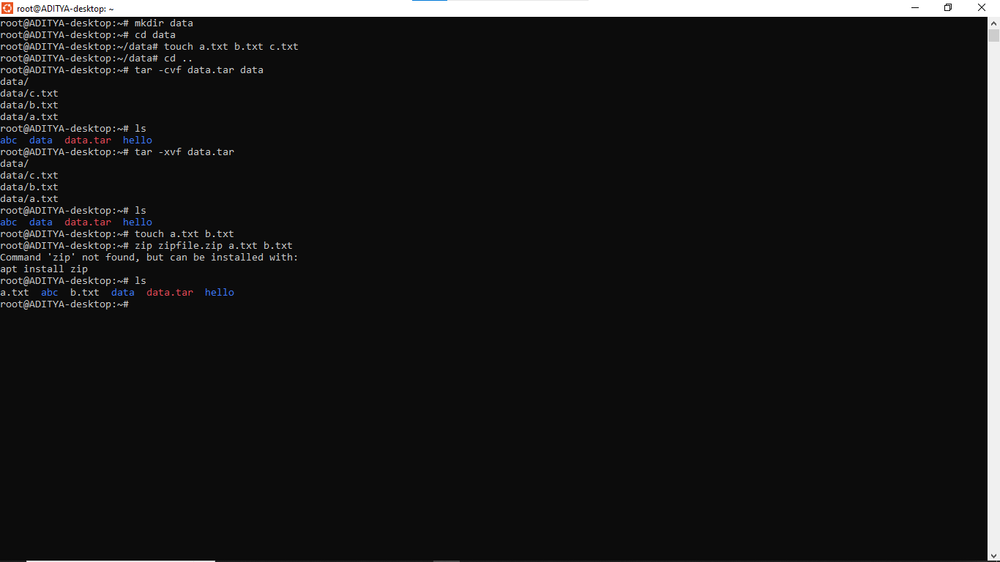 root@ADITYA-desktop: ~
root@ADITYA-desktop:~# mkdir data
root@ADITYA-desktop:~# cd data
root@ADITYA-desktop:~/data# touch a.txt b.txt c.txt
root@ADITYA-desktop:~/data# cd ..
root@ADITYA-desktop:~# tar -cvf data.tar data
data/
data/c.txt
data/b.txt
data/a.txt
root@ADITYA-desktop:~# ls
abc  data  data.tar  hello
root@ADITYA-desktop:~# tar -xvf data.tar
data/
data/c.txt
data/b.txt
data/a.txt
root@ADITYA-desktop:~# ls
abc  data  data.tar  hello
root@ADITYA-desktop:~# touch a.txt b.txt
root@ADITYA-desktop:~# zip zipfile.zip a.txt b.txt
Command 'zip' not found, but can be installed with:
apt install zip
root@ADITYA-desktop:~# ls
a.txt  abc  b.txt  data  data.tar  hello
root@ADITYA-desktop:~#